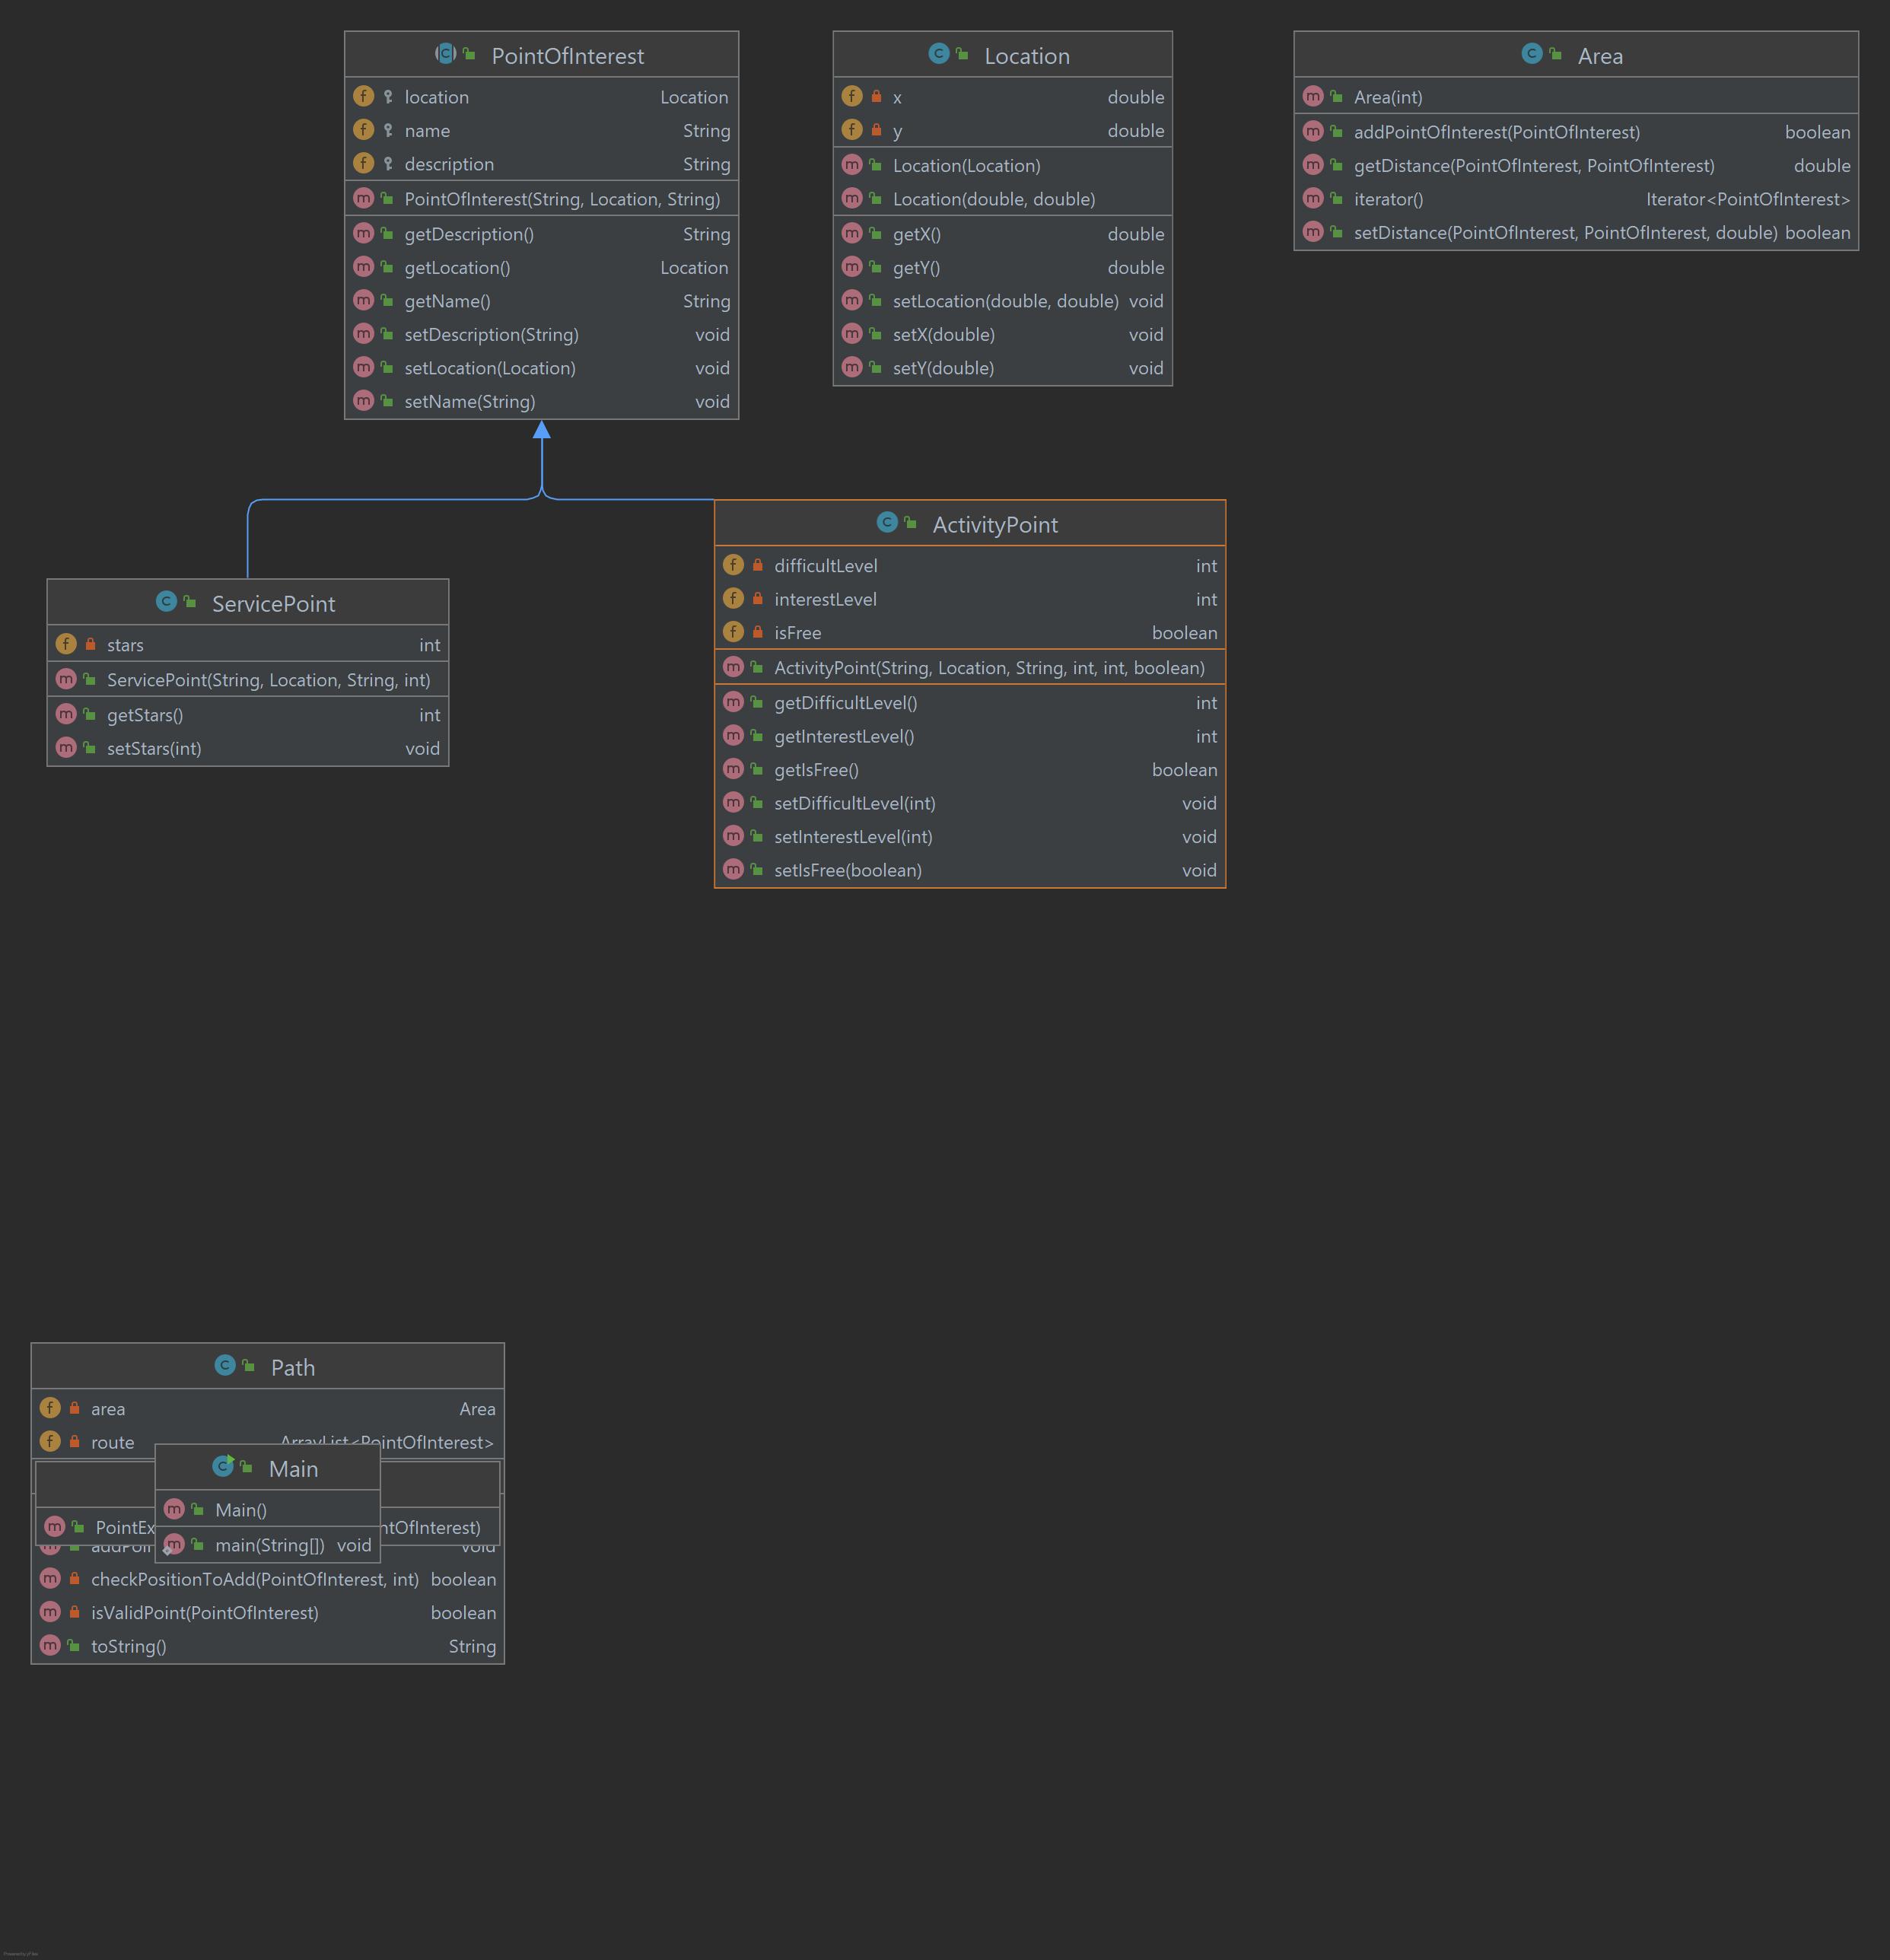 PointOfInterest
location Location
name String
description String
PointOfInterest(String, Location, String)
getDescription() String
getLocation() Location
getName() String
setDescription(String) void
setLocation(Location) void
setName(String) void
Location
x double
y double
Location(Location)
Location(double, double)
getX() double
getY() double
setLocation(double, double) void
setX(double) void
setY(double) void
Area
Area(int)
addPointOfInterest(PointOfInterest) boolean
getDistance(PointOfInterest, PointOfInterest) double
iterator() Iterator<PointOfInterest>
setDistance(PointOfInterest, PointOfInterest, double) boolean
ServicePoint
stars int
ServicePoint(String, Location, String, int)
getStars() int
setStars(int) void
ActivityPoint
difficultLevel int
interestLevel int
isFree boolean
ActivityPoint(String, Location, String, int, int, boolean)
getDifficultLevel() int
getInterestLevel() int
getIsFree() boolean
setDifficultLevel(int) void
setInterestLevel(int) void
setIsFree(boolean) void
Path
area Area
route ArrayList<PointOfInterest>
Main
Main()
PointEx ntOfInterest)
main(String[]) void
addPoin void
checkPositionToAdd(PointOfInterest, int) boolean
isValidPoint(PointOfInterest) boolean
toString() String